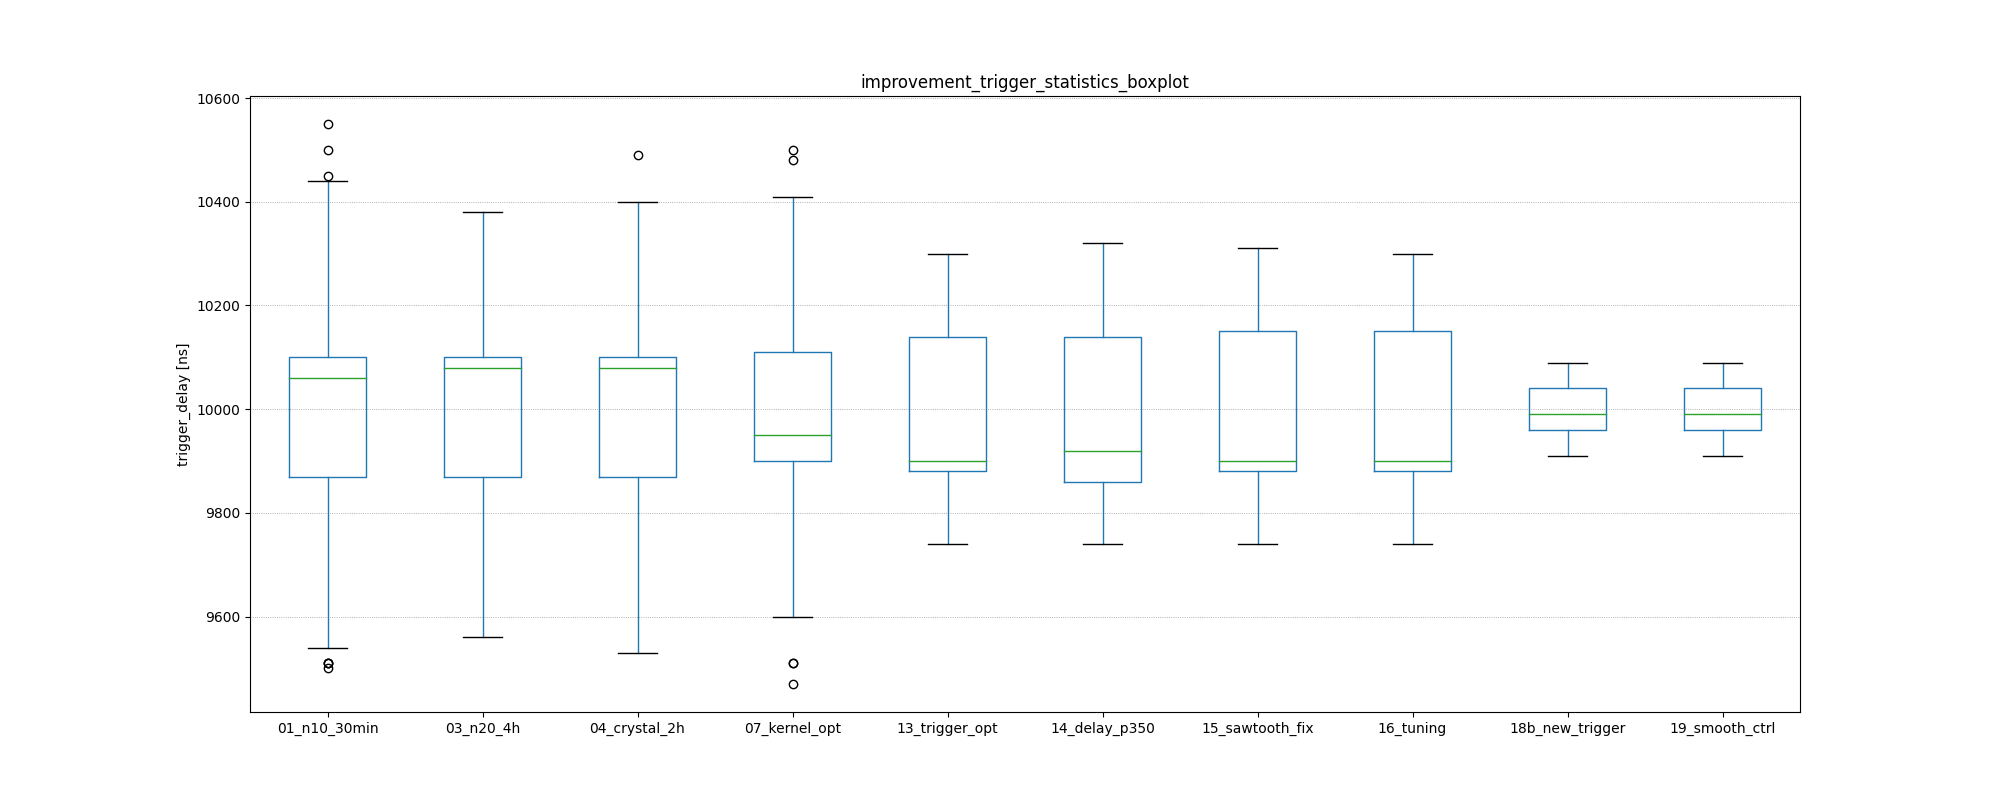 improvement_trigger_statistics_boxplot
trigger_delay [ns]
10600
10400
10200
10000
9800
9600
01_n10_30min 03_n20_4h 04_crystal_2h 07_kernel_opt 13_trigger_opt 14_delay_p350 15_sawtooth_fix 16_tuning 18b_new_trigger 19_smooth_ctrl